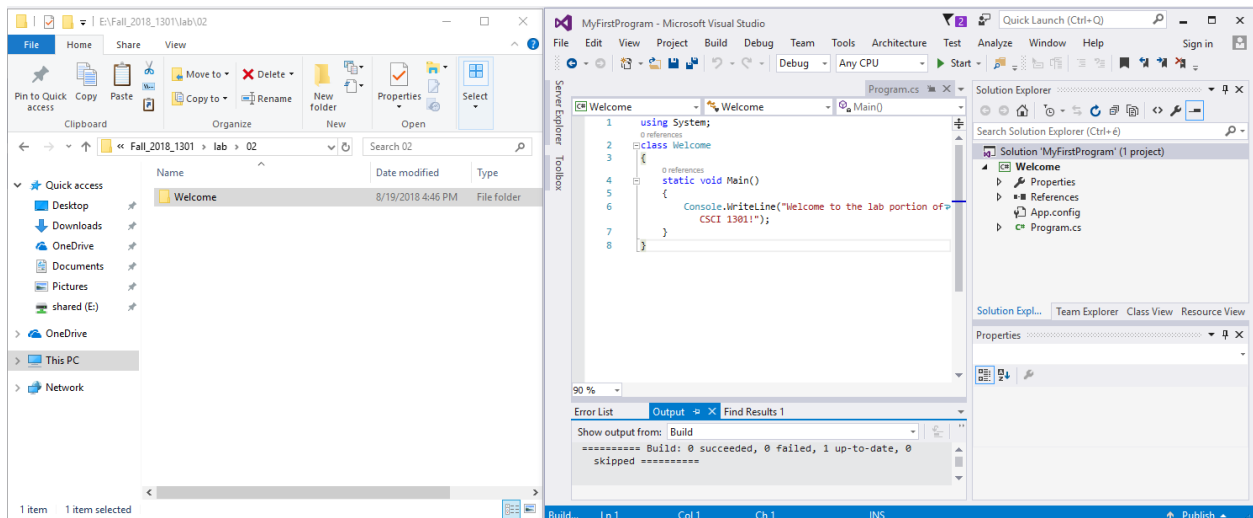 E:\Fall_2018_1301\lab\02
File Home Share View
Pin to Quick access
Copy
Paste
Clipboard
Move to
Copy to
Delete
Rename
Organize
New folder
New
Properties
Open
Select
« Fall_2018_1301 › lab › 02
Search 02
Quick access
Desktop
Downloads
OneDrive
Documents
Pictures
shared (E:)
OneDrive
This PC
Network
Name Date modified Type
Welcome 8/19/2018 4:46 PM File folder
1 item 1 item selected
MyFirstProgram - Microsoft Visual Studio
2
Quick Launch (Ctrl+Q)
File Edit View Project Build Debug Team Tools Architecture Test Analyze Window Help
Sign in
Debug Any CPU Start
Server Explorer
Toolbox
Program.cs
Welcome Welcome Main()
1 using System;
0 references
2 class Welcome
3 {
0 references
4 static void Main()
5 {
6 Console.WriteLine("Welcome to the lab portion of
CSCI 1301!");
7 }
8 }
90 %
Error List Output Find Results 1
Show output from: Build
========== Build: 0 succeeded, 0 failed, 1 up-to-date, 0
skipped ==========
Solution Explorer
Search Solution Explorer (Ctrl+é)
Solution 'MyFirstProgram' (1 project)
C# Welcome
Properties
References
App.config
C# Program.cs
Solution Expl... Team Explorer Class View Resource View
Properties
Build... Ln 1 Col 1 Ch 1 INS Publish